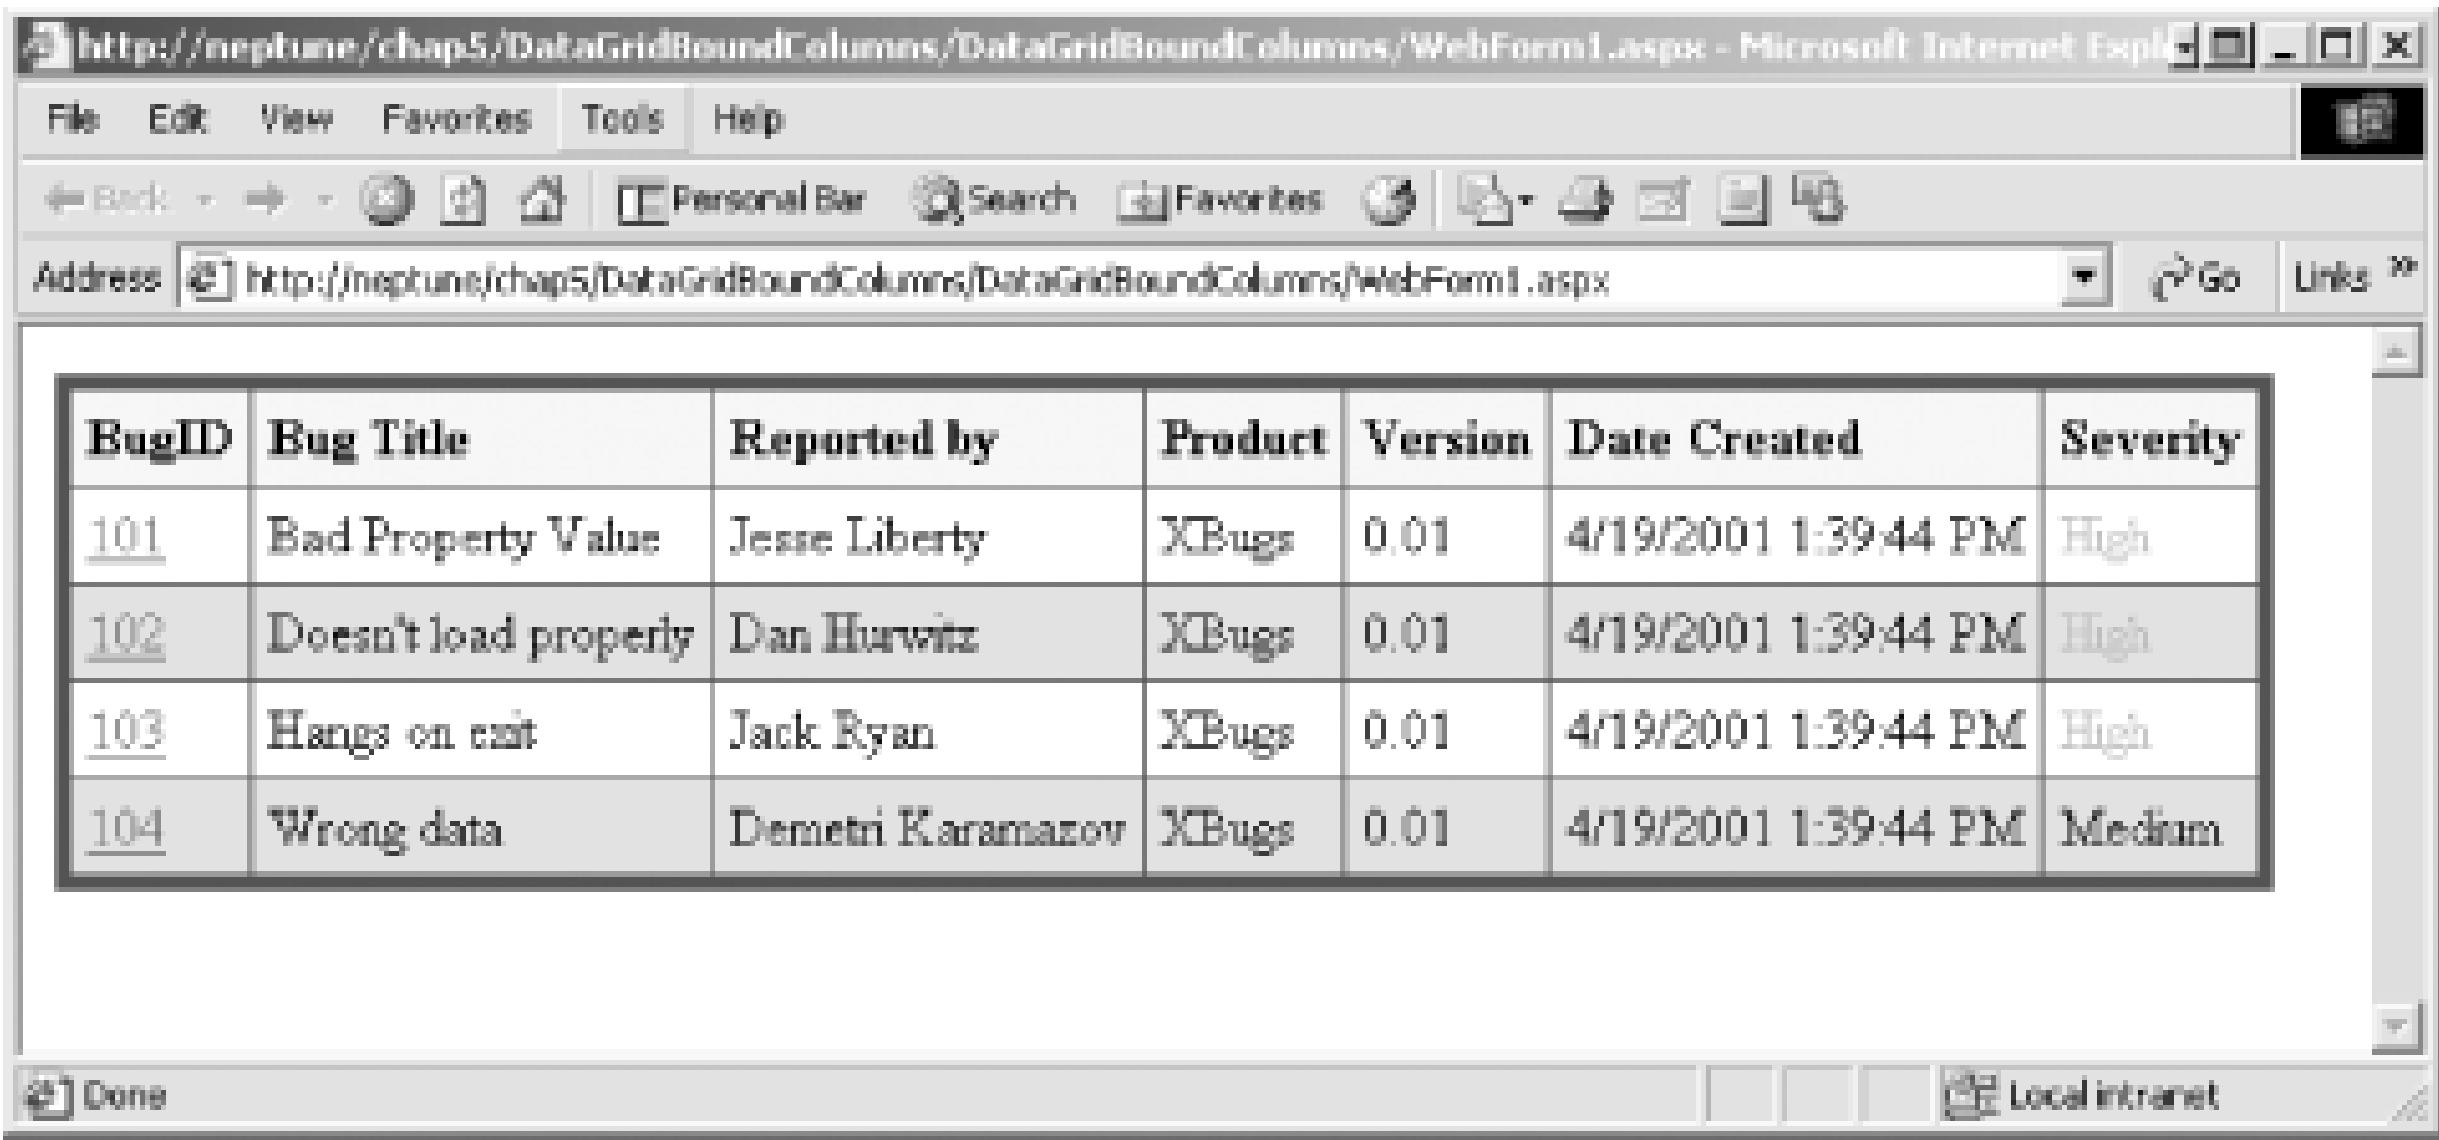 http://neptune/chap5/DataGridBoundColumns/DataGridBoundColumns/WebForm1.aspx - Microsoft Internet Expl
File Edit View Favorites Tools Help
Back Personal Bar Search Favorites
Address http://neptune/chap5/DataGridBoundColumns/DataGridBoundColumns/WebForm1.aspx Go Links »
BugID Bug Title Reported by Product Version Date Created Severity
101 Bad Property Value Jesse Liberty XBugs 0.01 4/19/2001 1:39:44 PM High
102 Doesn't load properly Dan Hurwitz XBugs 0.01 4/19/2001 1:39:44 PM High
103 Hangs on exit Jack Ryan XBugs 0.01 4/19/2001 1:39:44 PM High
104 Wrong data Demetri Karamazov XBugs 0.01 4/19/2001 1:39:44 PM Medium
Done Local intranet